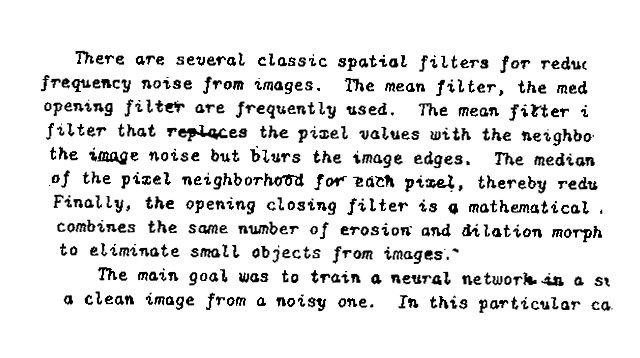 There are several classic spatial filters for reduc
frequency noise from images. The mean filter, the med
opening filter are frequently used. The mean filter i
filter that replaces the pixel values with the neighbo
the image noise but blurs the image edges. The median
of the pixel neighborhood for each pixel, thereby redu
Finally, the opening closing filter is a mathematical
combines the same number of erosion and dilation morph
to eliminate small objects from images.
The main goal was to train a neural network in a su
a clean image from a noisy one. In this particular ca